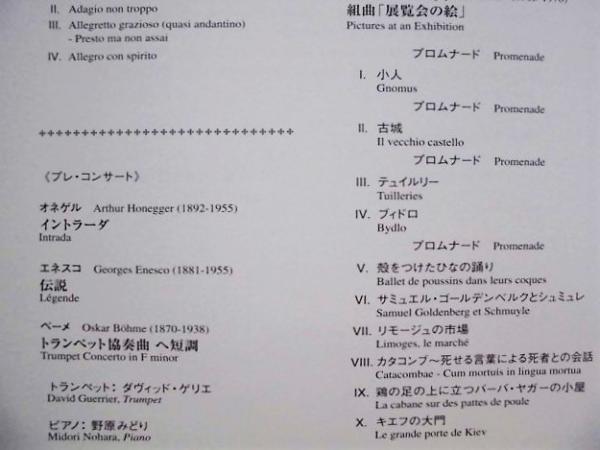 II. Adagio non troppo
III. Allegretto grazioso (quasi andantino)
- Presto ma non assai
IV. Allegro con spirito
《プレ・コンサート》
オネゲル Arthur Honegger (1892-1955)
イントラーダ
Intrada
エネスコ Georges Enesco (1881-1955)
伝説
Légende
ベーメ Oskar Böhme (1870-1938)
トランペット協奏曲 ヘ短調
Trumpet Concerto in F minor
トランペット: ダヴィッド・ゲリエ
David Guerrier, Trumpet
ピアノ: 野原みどり
Midori Nohara, Piano
組曲「展覧会の絵」
Pictures at an Exhibition
プロムナード Promenade
I. 小人
Gnomus
プロムナード Promenade
II. 古城
Il vecchio castello
プロムナード Promenade
III. テュイルリー
Tuilleries
IV. ブィドロ
Bydlo
プロムナード Promenade
V. 殻をつけたひなの踊り
Ballet de poussins dans leurs coques
VI. サミュエル・ゴールデンベルクとシュミュレ
Samuel Goldenberg et Schmuyle
VII. リモージュの市場
Limoges, le marché
VIII. カタコンブ〜死せる言葉による死者との会話
Catacombae - Cum mortuis in lingua mortua
IX. 鶏の足の上に立つバーバ・ヤガーの小屋
La cabane sur des pattes de poule
X. キエフの大門
Le grande porte de Kiev